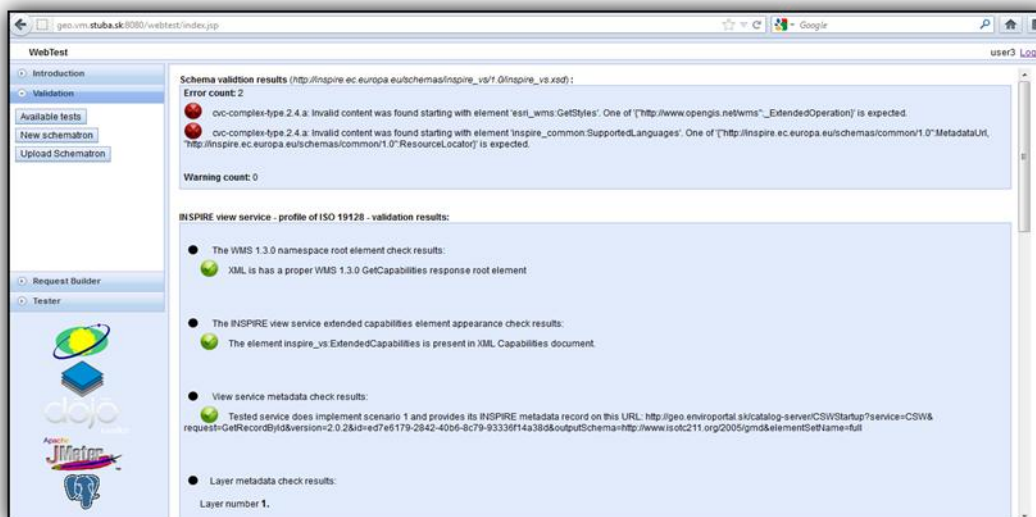 geo.vm.stuba.sk:8080/webtest/index.jsp
Google
WebTest
user3 Log
Introduction
Validation
Available tests
New schematron
Upload Schematron
Request Builder
Tester
dojo
toolkit
Apache
JMeter
Schema validtion results (http://inspire.ec.europa.eu/schemas/inspire_vs/1.0/inspire_vs.xsd) :
Error count: 2
cvc-complex-type.2.4.a: Invalid content was found starting with element 'esri_wms:GetStyles'. One of '{"http://www.opengis.net/wms":_ExtendedOperation}' is expected.
cvc-complex-type.2.4.a: Invalid content was found starting with element 'inspire_common:SupportedLanguages'. One of '{"http://inspire.ec.europa.eu/schemas/common/1.0":MetadataUrl,
"http://inspire.ec.europa.eu/schemas/common/1.0":ResourceLocator}' is expected.
Warning count: 0
INSPIRE view service - profile of ISO 19128 - validation results:
The WMS 1.3.0 namespace root element check results:
XML is has a proper WMS 1.3.0 GetCapabilities response root element
The INSPIRE view service extended capabilities element appearance check results:
The element inspire_vs:ExtendedCapabilities is present in XML Capabilities document.
View service metadata check results:
Tested service does implement scenario 1 and provides its INSPIRE metadata record on this URL: http://geo.enviroportal.sk/catalog-server/CSWStartup?service=CSW&
request=GetRecordById&version=2.0.2&id=ed7e6179-2842-40b6-8c79-93336f14a38d&outputSchema=http://www.isotc211.org/2005/gmd&elementSetName=full
Layer metadata check results:
Layer number 1.